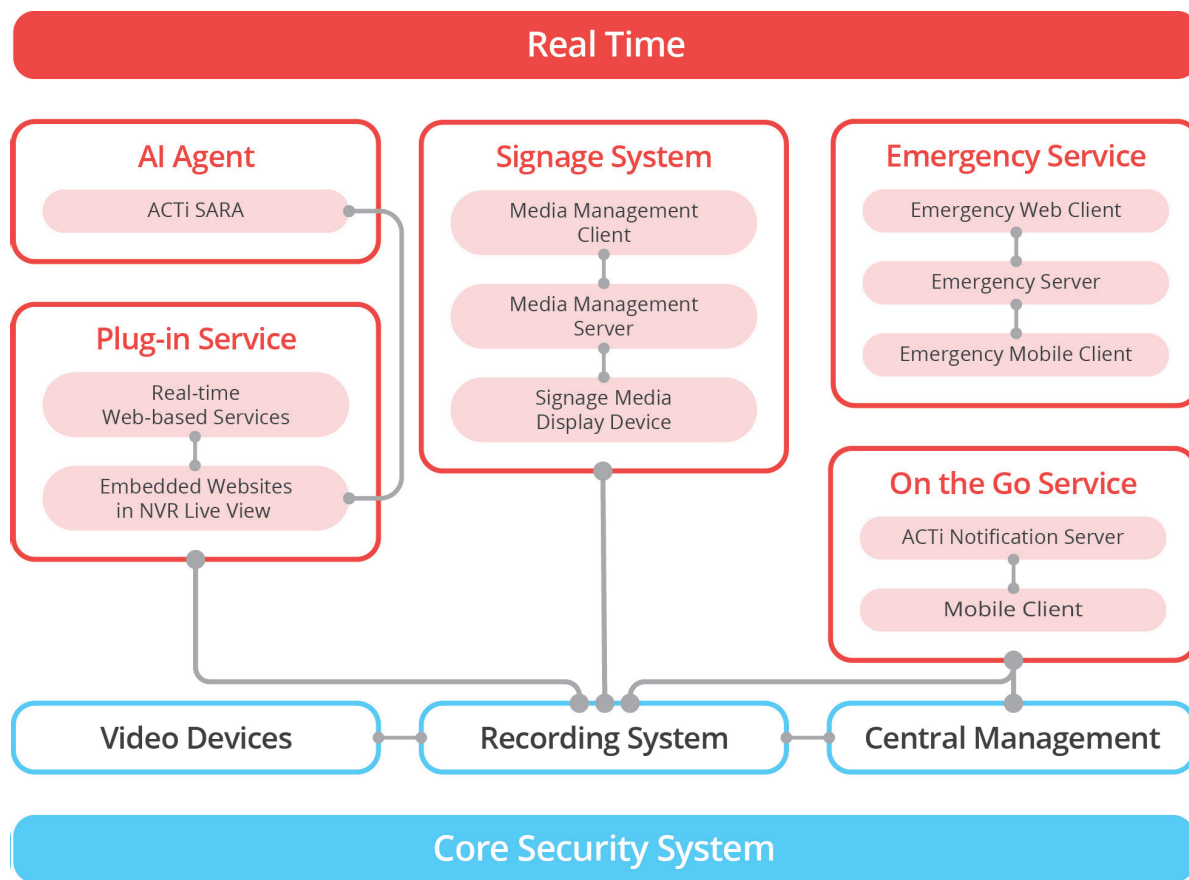 Real Time
AI Agent
ACTi SARA
Plug-in Service
Real-time
Web-based Services
Embedded Websites
in NVR Live View
Signage System
Media Management
Client
Media Management
Server
Signage Media
Display Device
Emergency Service
Emergency Web Client
Emergency Server
Emergency Mobile Client
On the Go Service
ACTi Notification Server
Mobile Client
Video Devices
Recording System
Central Management
Core Security System